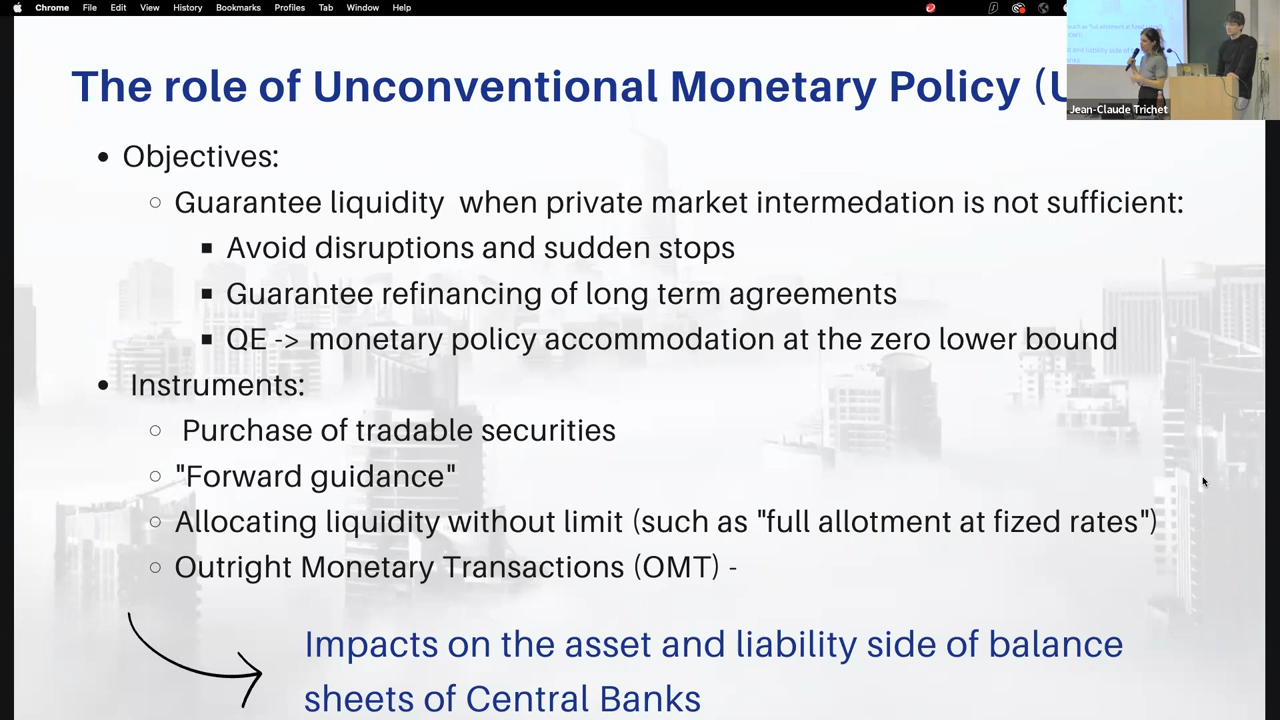 Chrome File Edit View History Bookmarks Profiles Tab Window Help
The role of Unconventional Monetary Policy (U
Jean-Claude Trichet
• Objectives:
○ Guarantee liquidity when private market intermedation is not sufficient:
▪ Avoid disruptions and sudden stops
▪ Guarantee refinancing of long term agreements
▪ QE -> monetary policy accommodation at the zero lower bound
• Instruments:
○ Purchase of tradable securities
○ "Forward guidance"
○ Allocating liquidity without limit (such as "full allotment at fized rates")
○ Outright Monetary Transactions (OMT) -
Impacts on the asset and liability side of balance
sheets of Central Banks